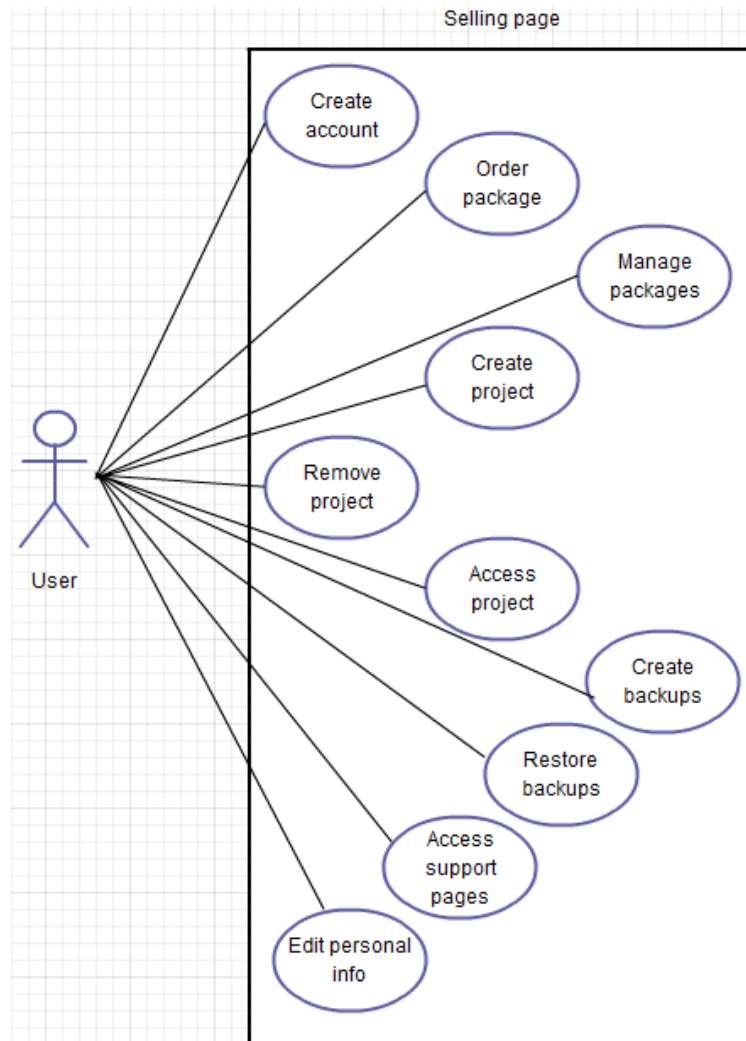 Selling page
Create
account
Order
package
Manage
packages
Create
project
Remove
project
Access
project
User
Create
backups
Restore
backups
Access
support
pages
Edit personal
info